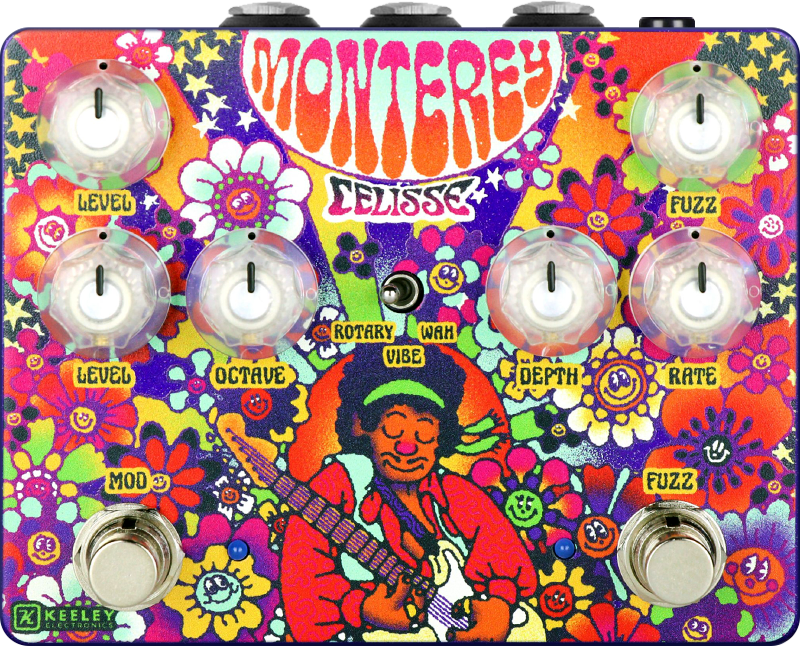 MONTEREY
CELISSE
LEVEL
FUZZ
ROTARY WAH
VIBE
LEVEL
OCTAVE
DEPTH
RATE
MOD
FUZZ
KEELEY
ELECTRONICS